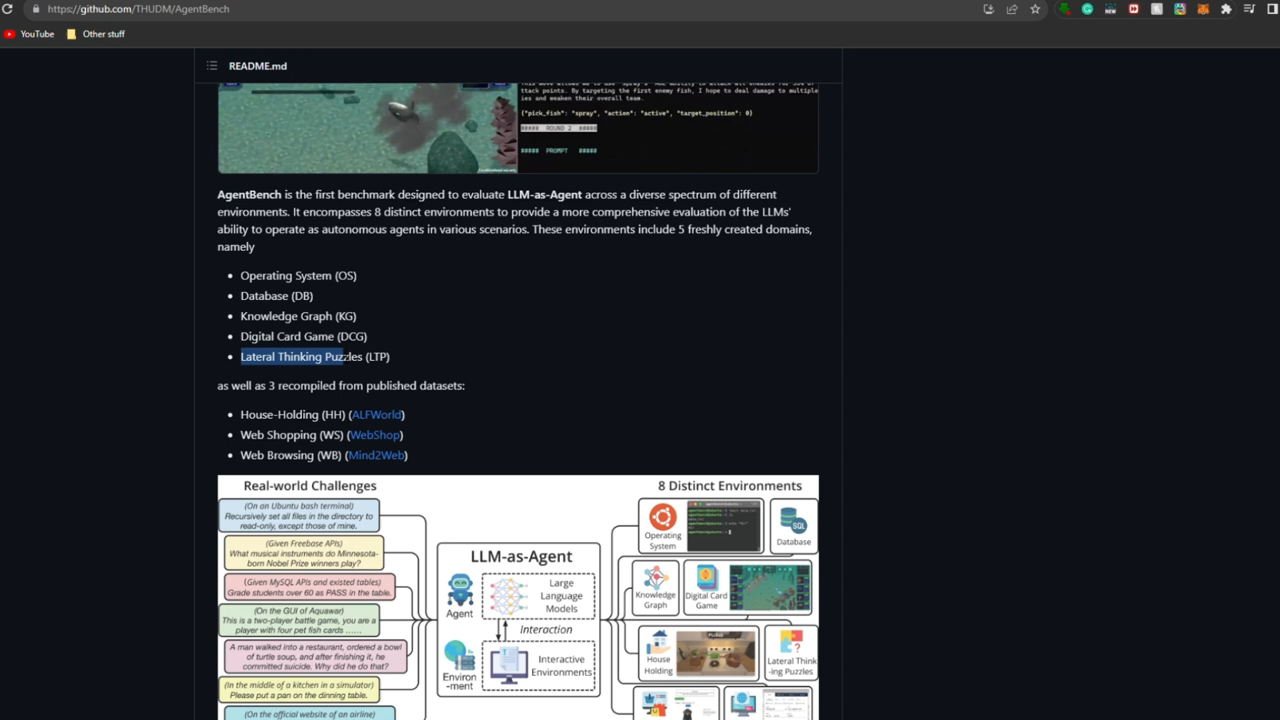 https://github.com/THUDM/AgentBench
YouTube
Other stuff
README.md
ttack points. By targeting the first enemy fish, I hope to deal damage to multiple
ies and weaken their overall team.
{"pick_fish": "spray", "action": "active", "target_position": 0}
##### ROUND 2 #####
##### PROMPT #####
AgentBench is the first benchmark designed to evaluate LLM-as-Agent across a diverse spectrum of different
environments. It encompasses 8 distinct environments to provide a more comprehensive evaluation of the LLMs'
ability to operate as autonomous agents in various scenarios. These environments include 5 freshly created domains,
namely
• Operating System (OS)
• Database (DB)
• Knowledge Graph (KG)
• Digital Card Game (DCG)
• Lateral Thinking Puzzles (LTP)
as well as 3 recompiled from published datasets:
• House-Holding (HH) (ALFWorld)
• Web Shopping (WS) (WebShop)
• Web Browsing (WB) (Mind2Web)
Real-world Challenges
(On an Ubuntu bash terminal)
Recursively set all files in the directory to
read-only, except those of mine.
(Given Freebase APIs)
What musical instruments do Minnesota-
born Nobel Prize winners play?
(Given MySQL APIs and existed tables)
Grade students over 60 as PASS in the table.
(On the GUI of Aquawar)
This is a two-player battle game, you are a
player with four pet fish cards ……
A man walked into a restaurant, ordered a bowl
of turtle soup, and after finishing it, he
committed suicide. Why did he do that?
(In the middle of a kitchen in a simulator)
Please put a pan on the dinning table.
(On the official website of an airline)
LLM-as-Agent
Agent
Large
Language
Models
Interaction
Environ
-ment
Interactive
Environments
8 Distinct Environments
Operating
System
Database
Knowledge
Graph
Digital Card
Game
House
Holding
Lateral Think
-ing Puzzles